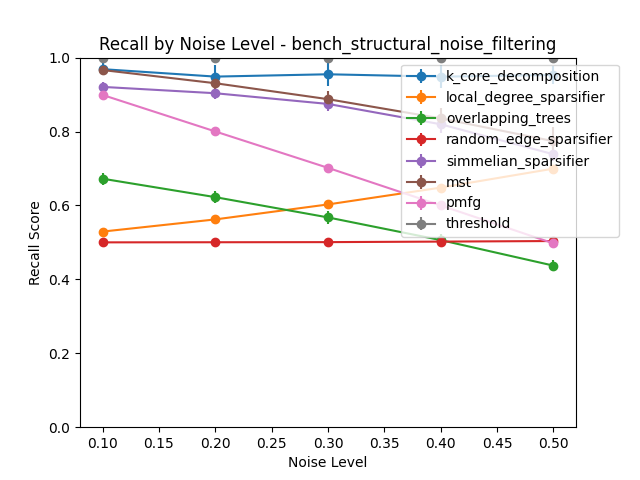 Recall by Noise Level - bench_structural_noise_filtering
1.0
0.8
0.6
0.4
0.2
0.0
Recall Score
k_core_decomposition
local_degree_sparsifier
overlapping_trees
random_edge_sparsifier
simmelian_sparsifier
mst
pmfg
threshold
0.10 0.15 0.20 0.25 0.30 0.35 0.40 0.45 0.50
Noise Level